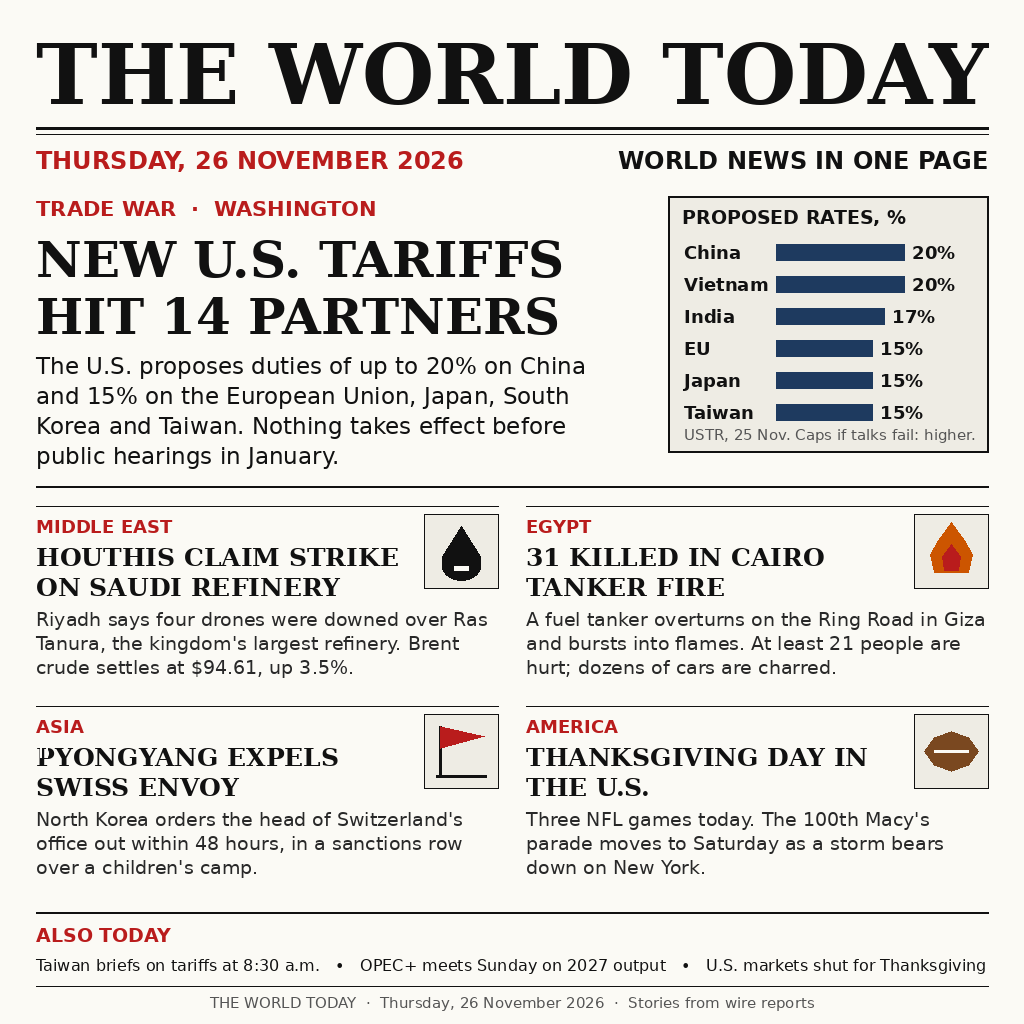 THE WORLD TODAY
THURSDAY, 26 NOVEMBER 2026
WORLD NEWS IN ONE PAGE
TRADE WAR · WASHINGTON
NEW U.S. TARIFFS
HIT 14 PARTNERS
The U.S. proposes duties of up to 20% on China
and 15% on the European Union, Japan, South
Korea and Taiwan. Nothing takes effect before
public hearings in January.
PROPOSED RATES, %
China 20%
Vietnam 20%
India 17%
EU 15%
Japan 15%
Taiwan 15%
USTR, 25 Nov. Caps if talks fail: higher.
MIDDLE EAST
HOUTHIS CLAIM STRIKE
ON SAUDI REFINERY
Riyadh says four drones were downed over Ras
Tanura, the kingdom's largest refinery. Brent
crude settles at $94.61, up 3.5%.
EGYPT
31 KILLED IN CAIRO
TANKER FIRE
A fuel tanker overturns on the Ring Road in Giza
and bursts into flames. At least 21 people are
hurt; dozens of cars are charred.
ASIA
PYONGYANG EXPELS
SWISS ENVOY
North Korea orders the head of Switzerland's
office out within 48 hours, in a sanctions row
over a children's camp.
AMERICA
THANKSGIVING DAY IN
THE U.S.
Three NFL games today. The 100th Macy's
parade moves to Saturday as a storm bears
down on New York.
ALSO TODAY
Taiwan briefs on tariffs at 8:30 a.m. • OPEC+ meets Sunday on 2027 output • U.S. markets shut for Thanksgiving
THE WORLD TODAY · Thursday, 26 November 2026 · Stories from wire reports